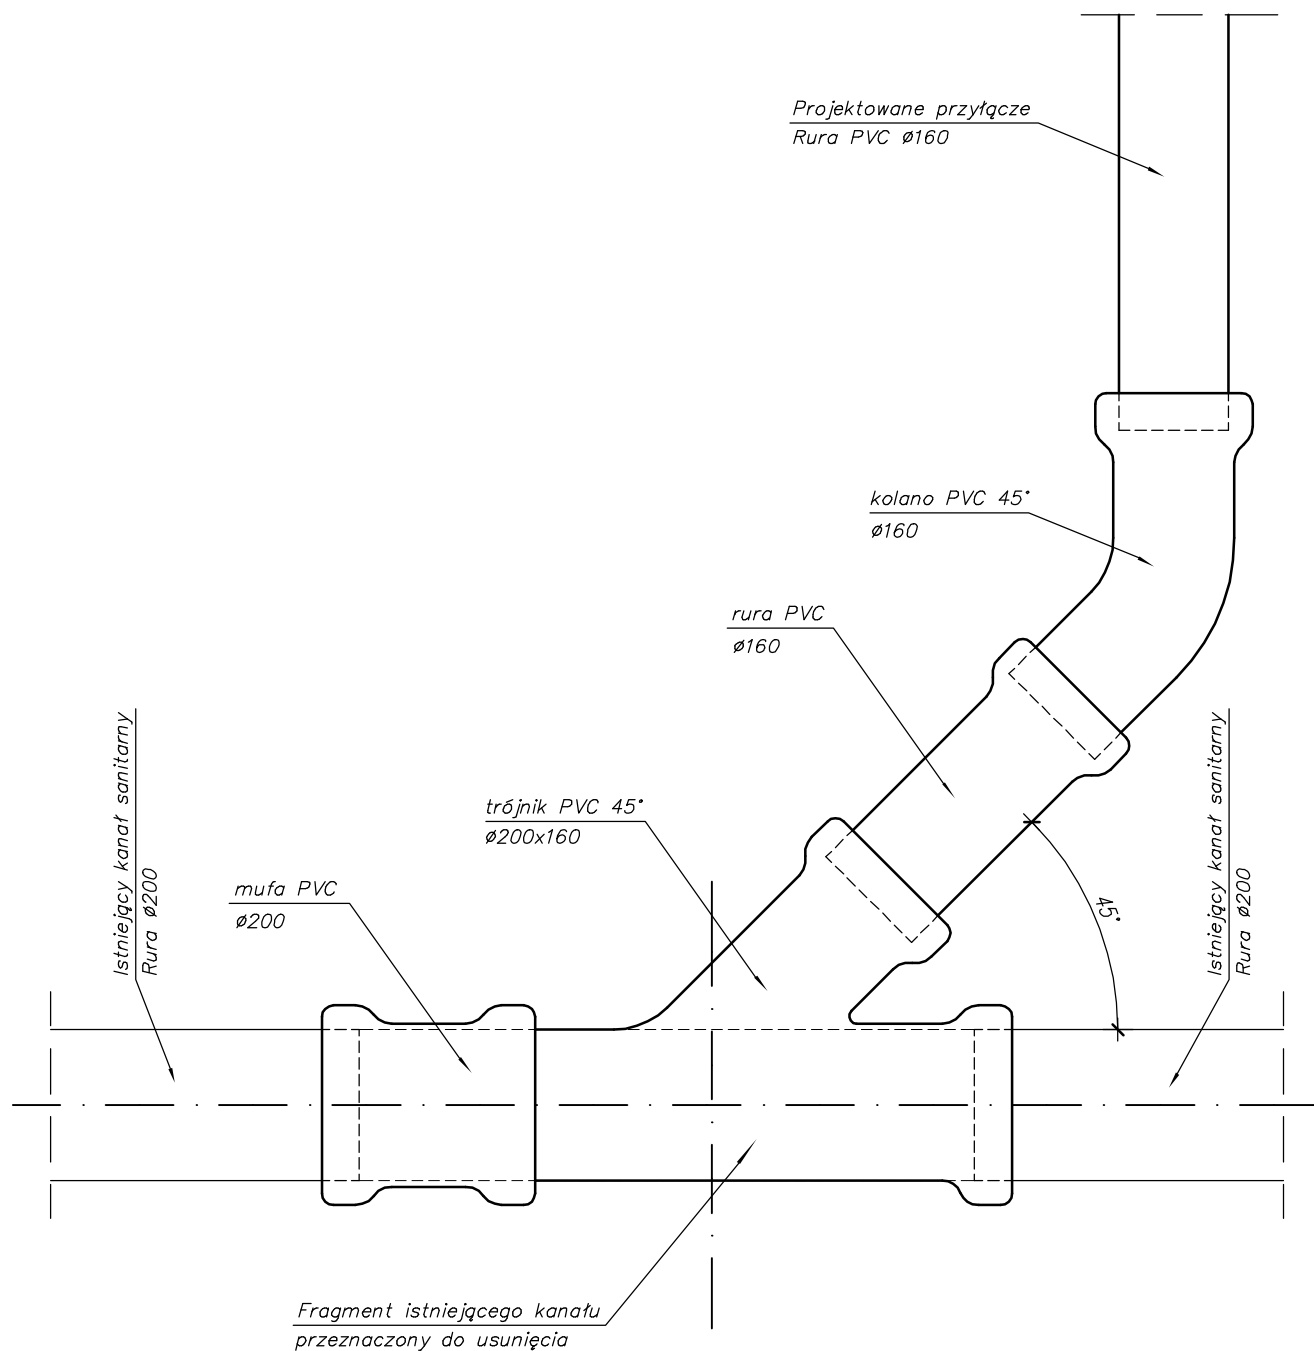 Projektowane przyłącze
Rura PVC ø160
kolano PVC 45°
ø160
rura PVC
ø160
trójnik PVC 45°
ø200x160
mufa PVC
ø200
Istniejący kanał sanitarny
Rura ø200
45°
Istniejący kanał sanitarny
Rura ø200
Fragment istniejącego kanału
przeznaczony do usunięcia